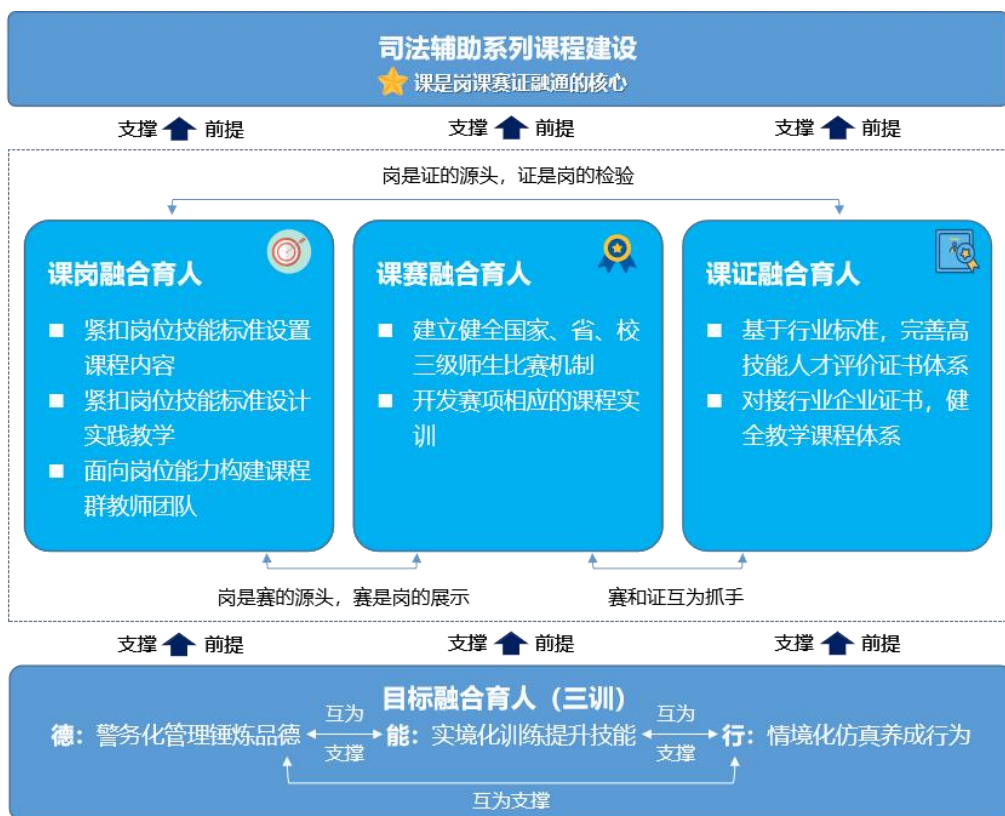 司法辅助系列课程建设
课是岗课赛证融通的核心
支撑 前提
支撑 前提
支撑 前提
岗是证的源头，证是岗的检验
课岗融合育人
■ 紧扣岗位技能标准设置
课程内容
■ 紧扣岗位技能标准设计
实践教学
■ 面向岗位能力构建课程
群教师团队
课赛融合育人
■ 建立健全国家、省、校
三级师生比赛机制
■ 开发赛项相应的课程实
训
课证融合育人
■ 基于行业标准，完善高
技能人才评价证书体系
■ 对接行业企业证书，健
全教学课程体系
岗是赛的源头，赛是岗的展示
赛和证互为抓手
支撑 前提
支撑 前提
支撑 前提
目标融合育人（三训）
德：警务化管理锤炼品德
互为
支撑
能：实境化训练提升技能
互为
支撑
行：情境化仿真养成行为
互为支撑